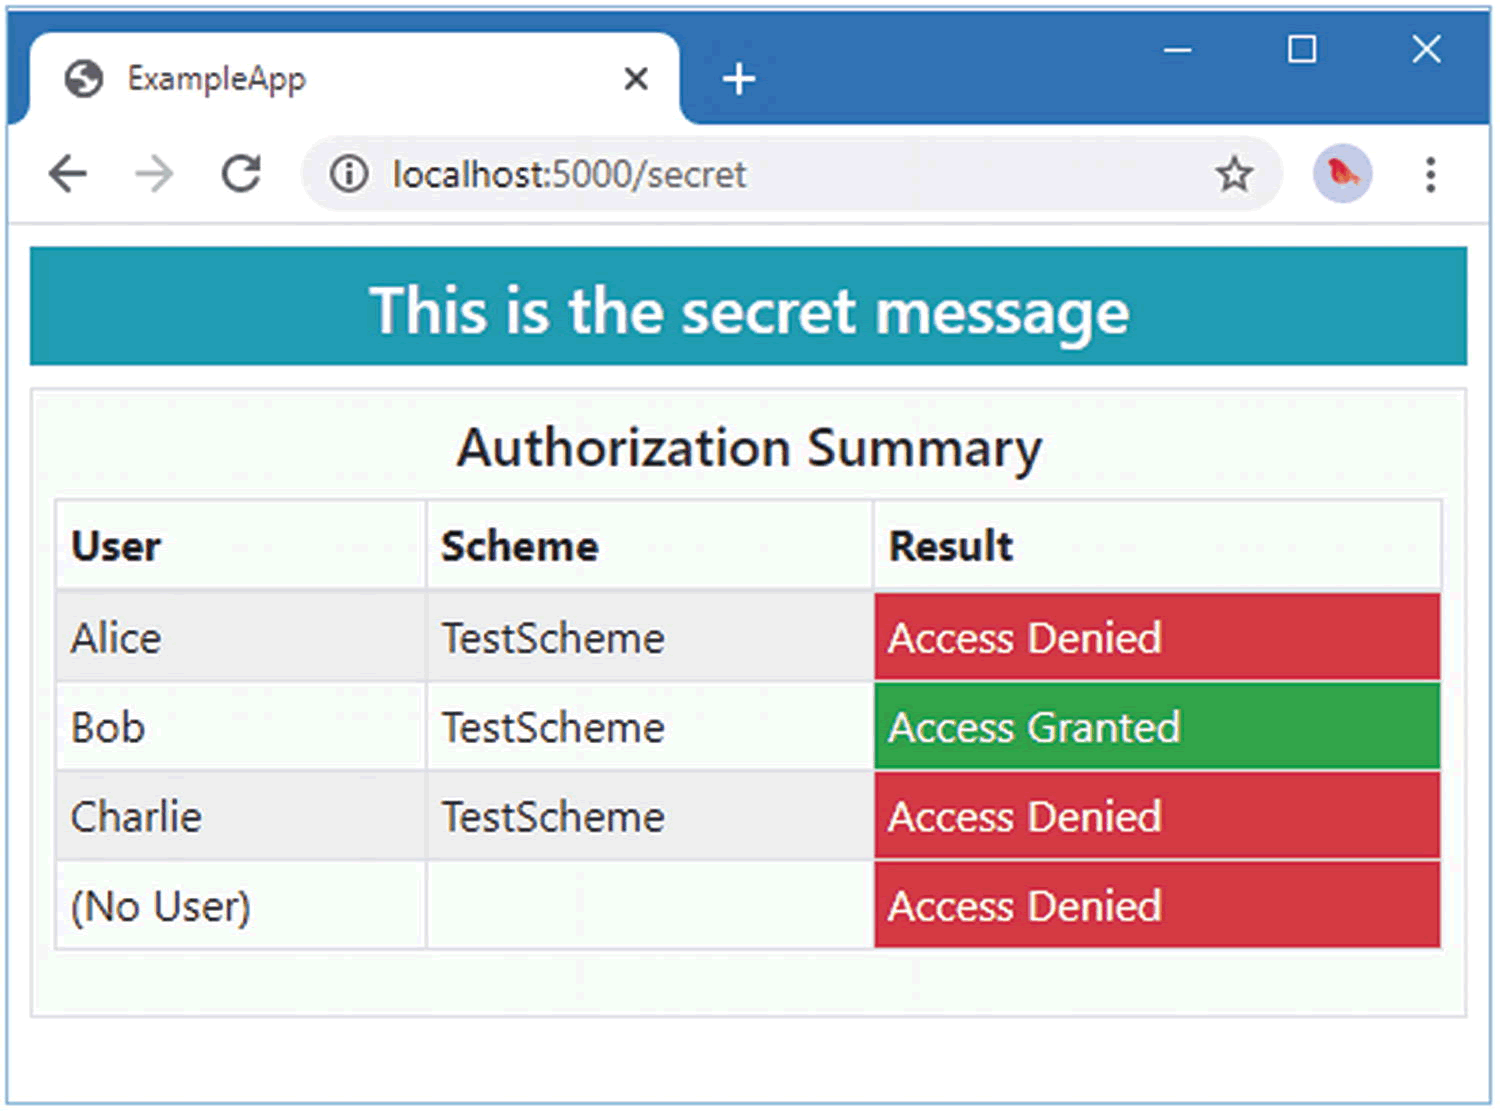 ExampleApp
localhost:5000/secret
This is the secret message
Authorization Summary
User Scheme Result
Alice TestScheme Access Denied
Bob TestScheme Access Granted
Charlie TestScheme Access Denied
(No User) Access Denied